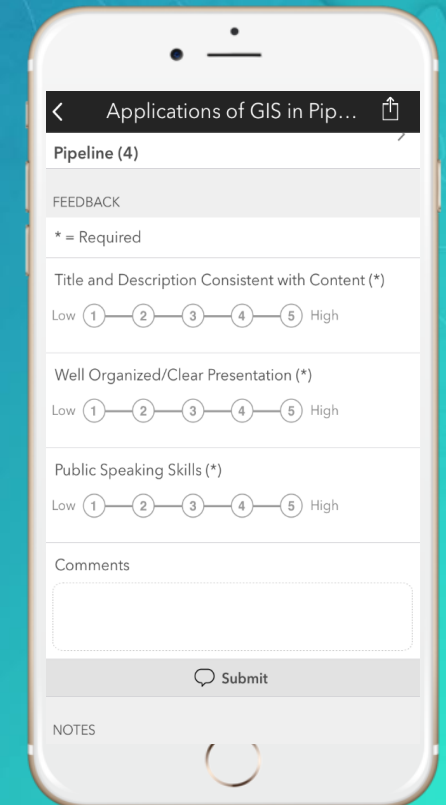 Applications of GIS in Pip...
Pipeline (4)
FEEDBACK
* = Required
Title and Description Consistent with Content (*)
Low 1 2 3 4 5 High
Well Organized/Clear Presentation (*)
Low 1 2 3 4 5 High
Public Speaking Skills (*)
Low 1 2 3 4 5 High
Comments
Submit
NOTES